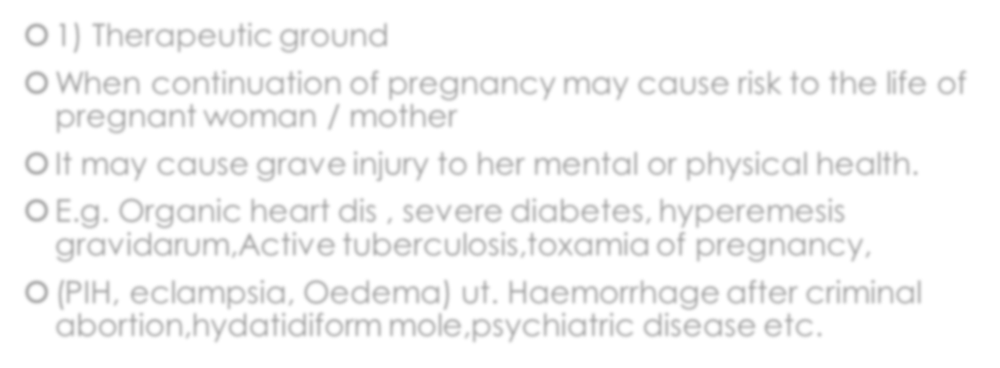 1) Therapeutic ground
When continuation of pregnancy may cause risk to the life of
pregnant woman / mother
It may cause grave injury to her mental or physical health.
E.g. Organic heart dis , severe diabetes, hyperemesis
gravidarum,Active tuberculosis,toxamia of pregnancy,
(PIH, eclampsia, Oedema) ut. Haemorrhage after criminal
abortion,hydatidiform mole,psychiatric disease etc.